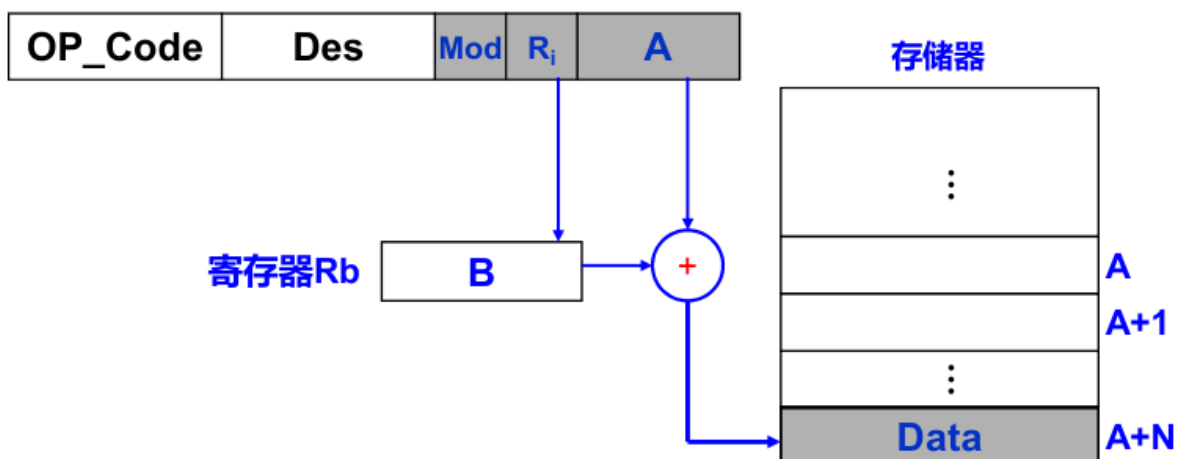 OP_Code Des Mod Ri A
存储器
⋮
寄存器Rb B + A
A+1
⋮
Data A+N